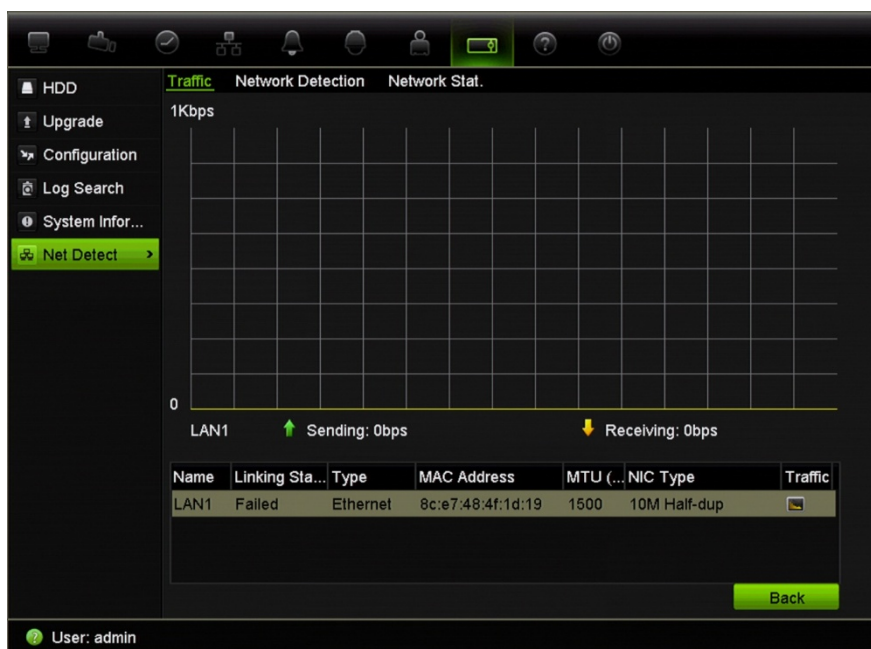 HDD
Upgrade
Configuration
Log Search
System Infor...
Net Detect
Traffic Network Detection Network Stat.
1Kbps
0
LAN1 Sending: 0bps Receiving: 0bps
Name Linking Sta... Type MAC Address MTU (... NIC Type Traffic
LAN1 Failed Ethernet 8c:e7:48:4f:1d:19 1500 10M Half-dup
Back
User: admin